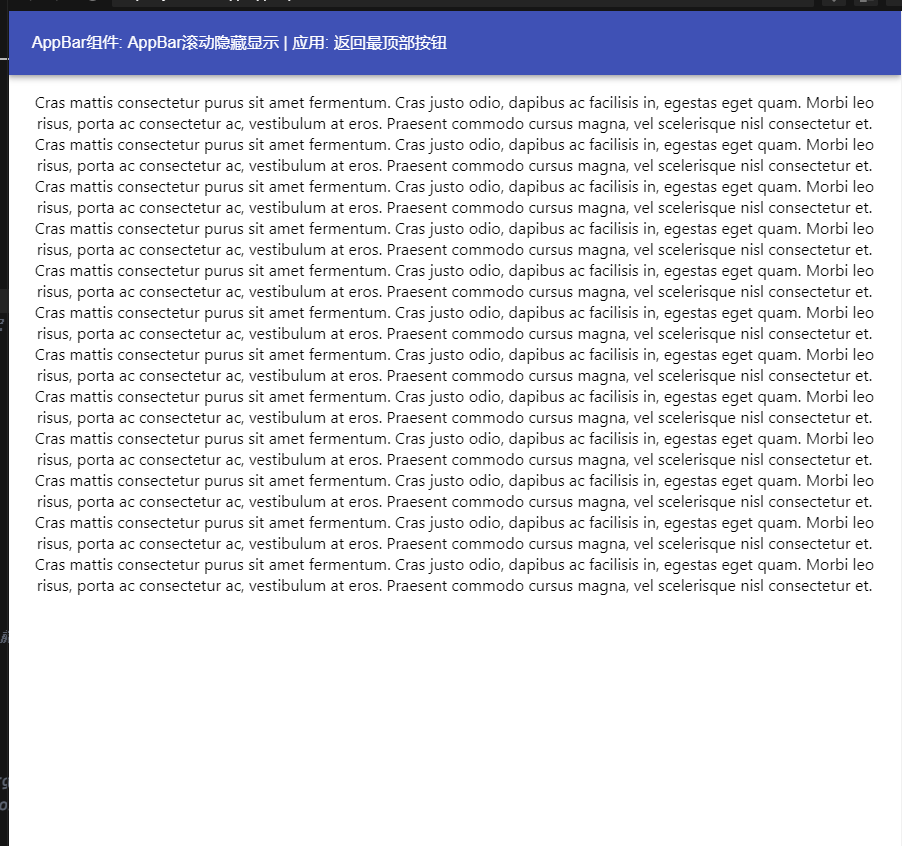 AppBar组件: AppBar滚动隐藏显示 | 应用: 返回最顶部按钮
Cras mattis consectetur purus sit amet fermentum. Cras justo odio, dapibus ac facilisis in, egestas eget quam. Morbi leo
risus, porta ac consectetur ac, vestibulum at eros. Praesent commodo cursus magna, vel scelerisque nisl consectetur et.
Cras mattis consectetur purus sit amet fermentum. Cras justo odio, dapibus ac facilisis in, egestas eget quam. Morbi leo
risus, porta ac consectetur ac, vestibulum at eros. Praesent commodo cursus magna, vel scelerisque nisl consectetur et.
Cras mattis consectetur purus sit amet fermentum. Cras justo odio, dapibus ac facilisis in, egestas eget quam. Morbi leo
risus, porta ac consectetur ac, vestibulum at eros. Praesent commodo cursus magna, vel scelerisque nisl consectetur et.
Cras mattis consectetur purus sit amet fermentum. Cras justo odio, dapibus ac facilisis in, egestas eget quam. Morbi leo
risus, porta ac consectetur ac, vestibulum at eros. Praesent commodo cursus magna, vel scelerisque nisl consectetur et.
Cras mattis consectetur purus sit amet fermentum. Cras justo odio, dapibus ac facilisis in, egestas eget quam. Morbi leo
risus, porta ac consectetur ac, vestibulum at eros. Praesent commodo cursus magna, vel scelerisque nisl consectetur et.
Cras mattis consectetur purus sit amet fermentum. Cras justo odio, dapibus ac facilisis in, egestas eget quam. Morbi leo
risus, porta ac consectetur ac, vestibulum at eros. Praesent commodo cursus magna, vel scelerisque nisl consectetur et.
Cras mattis consectetur purus sit amet fermentum. Cras justo odio, dapibus ac facilisis in, egestas eget quam. Morbi leo
risus, porta ac consectetur ac, vestibulum at eros. Praesent commodo cursus magna, vel scelerisque nisl consectetur et.
Cras mattis consectetur purus sit amet fermentum. Cras justo odio, dapibus ac facilisis in, egestas eget quam. Morbi leo
risus, porta ac consectetur ac, vestibulum at eros. Praesent commodo cursus magna, vel scelerisque nisl consectetur et.
Cras mattis consectetur purus sit amet fermentum. Cras justo odio, dapibus ac facilisis in, egestas eget quam. Morbi leo
risus, porta ac consectetur ac, vestibulum at eros. Praesent commodo cursus magna, vel scelerisque nisl consectetur et.
Cras mattis consectetur purus sit amet fermentum. Cras justo odio, dapibus ac facilisis in, egestas eget quam. Morbi leo
risus, porta ac consectetur ac, vestibulum at eros. Praesent commodo cursus magna, vel scelerisque nisl consectetur et.
Cras mattis consectetur purus sit amet fermentum. Cras justo odio, dapibus ac facilisis in, egestas eget quam. Morbi leo
risus, porta ac consectetur ac, vestibulum at eros. Praesent commodo cursus magna, vel scelerisque nisl consectetur et.
Cras mattis consectetur purus sit amet fermentum. Cras justo odio, dapibus ac facilisis in, egestas eget quam. Morbi leo
risus, porta ac consectetur ac, vestibulum at eros. Praesent commodo cursus magna, vel scelerisque nisl consectetur et.